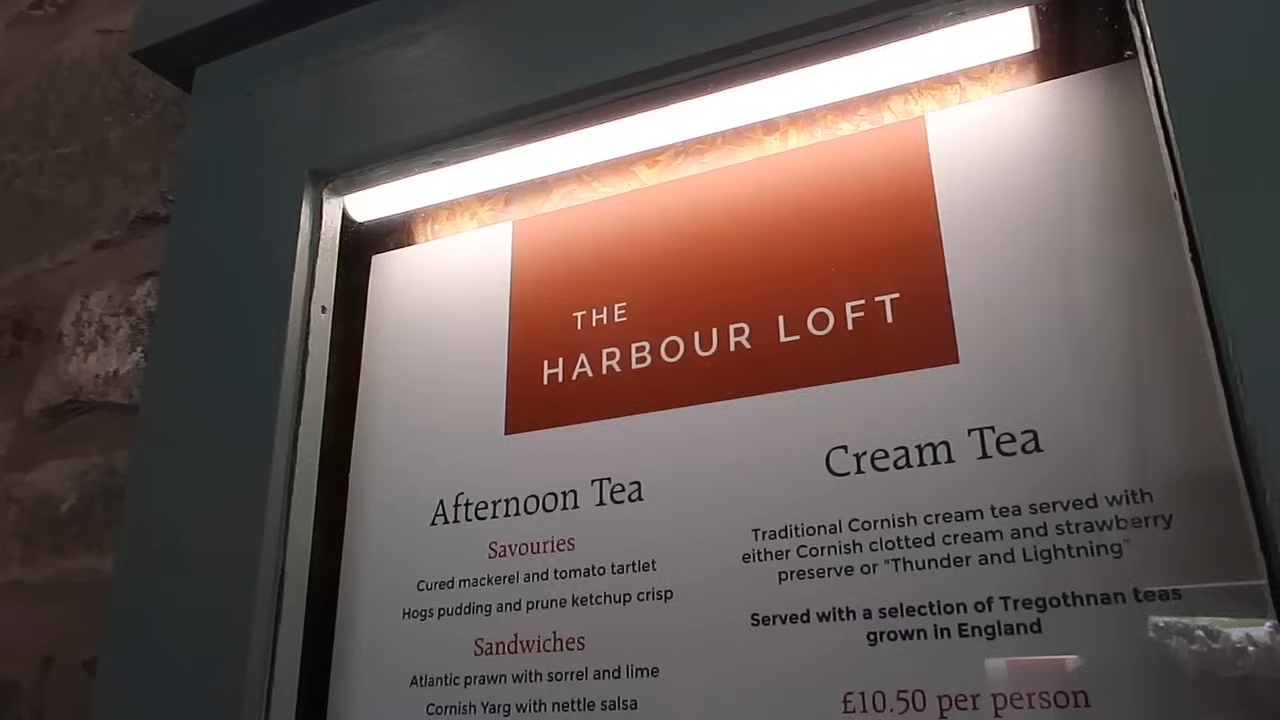 THE
HARBOUR LOFT
Afternoon Tea
Savouries
Cured mackerel and tomato tartlet
Hogs pudding and prune ketchup crisp
Sandwiches
Atlantic prawn with sorrel and lime
Cornish Yarg with nettle salsa
Cream Tea
Traditional Cornish cream tea served with
either Cornish clotted cream and strawberry
preserve or "Thunder and Lightning"
Served with a selection of Tregothnan teas
grown in England
£10.50 per person